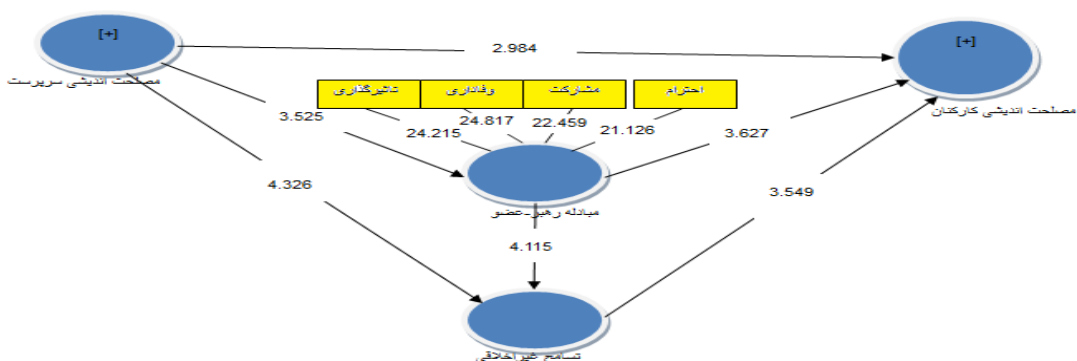 [+]
[+]
2.984
مصلحت اندیشی سرپرست
تاثیرگذاری
وفاداری
مشارکت
احترام
مصلحت اندیشی کارکنان
3.525
24.215
24.817
22.459
21.126
3.627
4.326
3.549
مبادله رهبر-عضو
4.115
تسامح غیراخلاقی